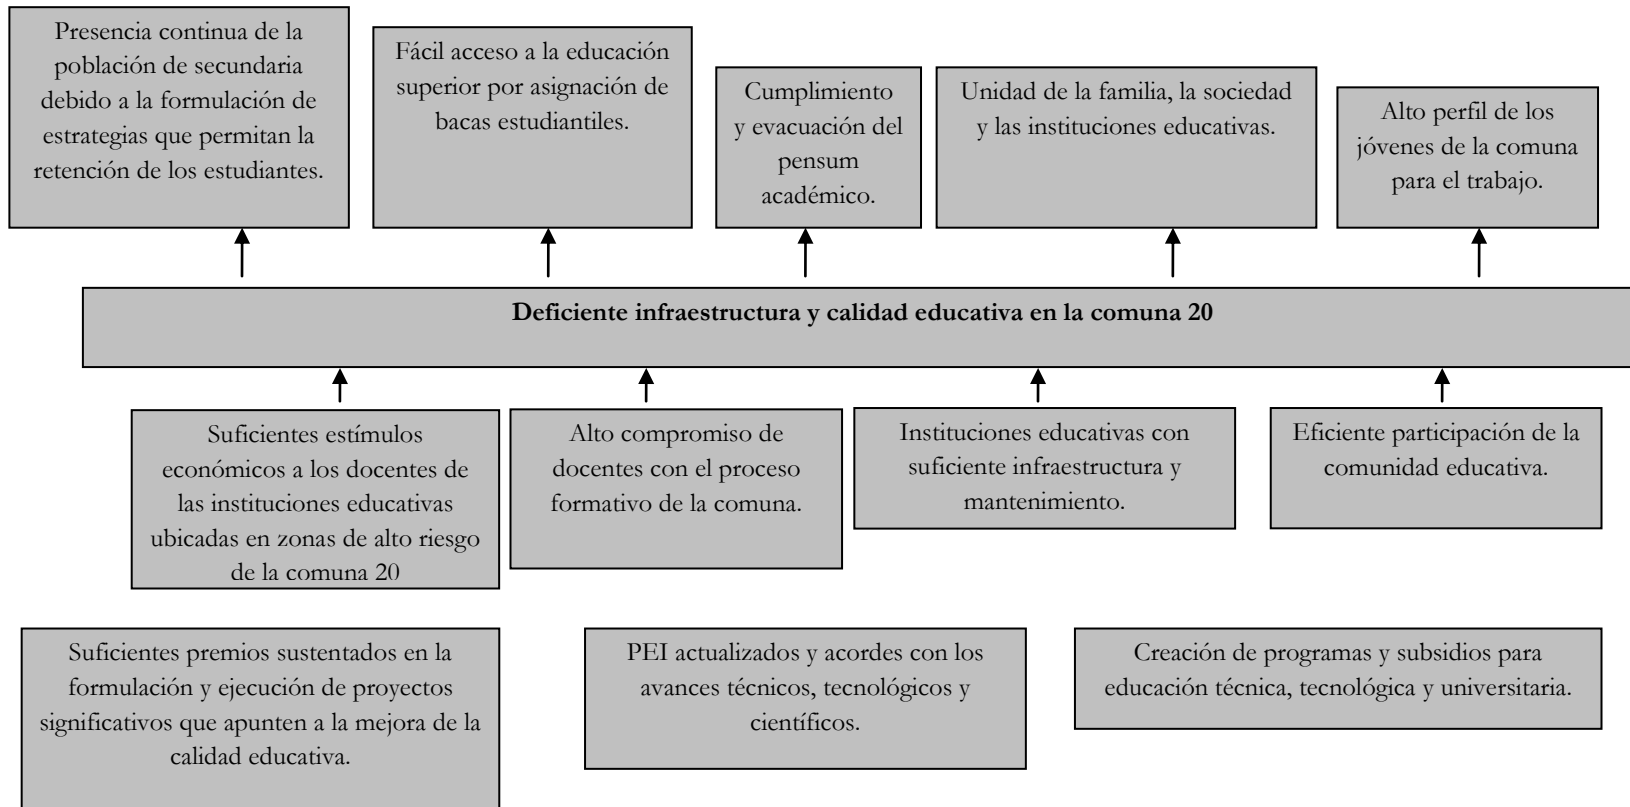 Presencia continua de la
población de secundaria
debido a la formulación de
estrategias que permitan la
retención de los estudiantes.
Fácil acceso a la educación
superior por asignación de
bacas estudiantiles.
Cumplimiento
y evacuación del
pensum
académico.
Unidad de la familia, la sociedad
y las instituciones educativas.
Alto perfil de los
jóvenes de la comuna
para el trabajo.
Deficiente infraestructura y calidad educativa en la comuna 20
Suficientes estímulos
económicos a los docentes de
las instituciones educativas
ubicadas en zonas de alto riesgo
de la comuna 20
Alto compromiso de
docentes con el proceso
formativo de la comuna.
Instituciones educativas con
suficiente infraestructura y
mantenimiento.
Eficiente participación de la
comunidad educativa.
Suficientes premios sustentados en la
formulación y ejecución de proyectos
significativos que apunten a la mejora de la
calidad educativa.
PEI actualizados y acordes con los
avances técnicos, tecnológicos y
científicos.
Creación de programas y subsidios para
educación técnica, tecnológica y universitaria.